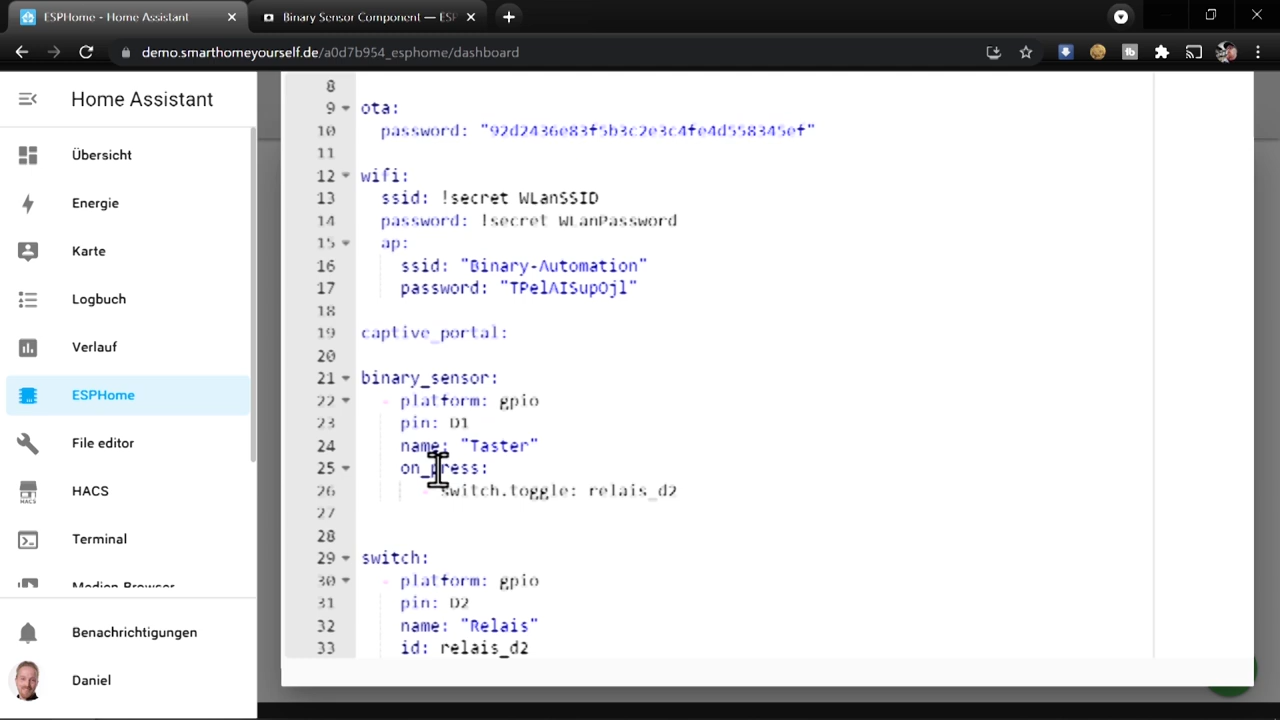 ESPHome - Home Assistant
Binary Sensor Component — ESP
demo.smarthomeyourself.de/a0d7b954_esphome/dashboard
Home Assistant
Übersicht
Energie
Karte
Logbuch
Verlauf
ESPHome
File editor
HACS
HACS
Terminal
Medien Browser
Benachrichtigungen
Daniel
8
9 ota:
10 password: "92d2436e83f5b3c2e3c4fe4d558345ef"
11
12 wifi:
13 ssid: !secret WLanSSID
14 password: !secret WLanPassword
15 ap:
16 ssid: "Binary-Automation"
17 password: "TPelAISupOjl"
18
19 captive_portal:
20
21 binary_sensor:
22 - platform: gpio
23 pin: D1
24 name: "Taster"
25 on_press:
26 - switch.toggle: relais_d2
27
28
29 switch:
30 - platform: gpio
31 pin: D2
32 name: "Relais"
33 id: relais_d2